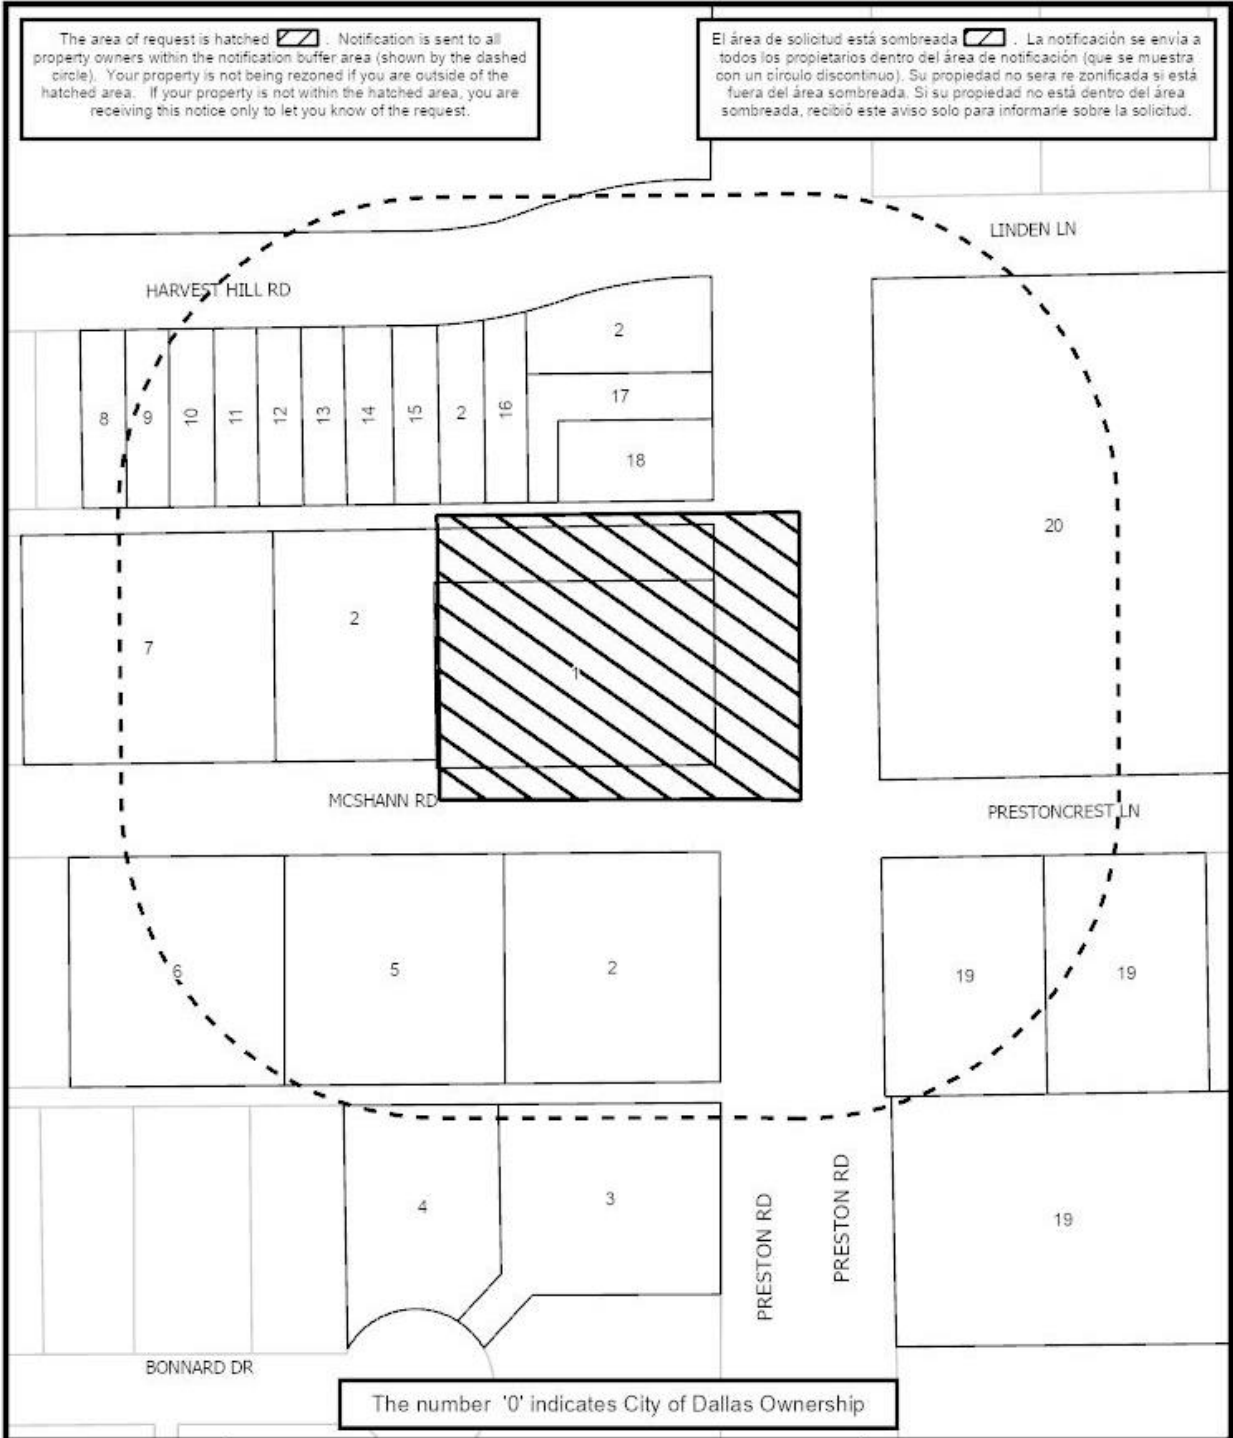 The area of request is hatched . Notification is sent to all
property owners within the notification buffer area (shown by the dashed
circle). Your property is not being rezoned if you are outside of the
hatched area. If your property is not within the hatched area, you are
receiving this notice only to let you know of the request.
El área de solicitud está sombreada . La notificación se envía a
todos los propietarios dentro del área de notificación (que se muestra
con un círculo discontinuo). Su propiedad no sera re zonificada si está
fuera del área sombreada. Si su propiedad no está dentro del área
sombreada, recibió este aviso solo para informarle sobre la solicitud.
LINDEN LN
HARVEST HILL RD
2
17
18
8
9
10
11
12
13
14
15
2
16
20
7
2
1
MCSHANN RD
PRESTONCREST LN
6
5
2
19
19
4
3
PRESTON RD
PRESTON RD
19
BONNARD DR
The number '0' indicates City of Dallas Ownership